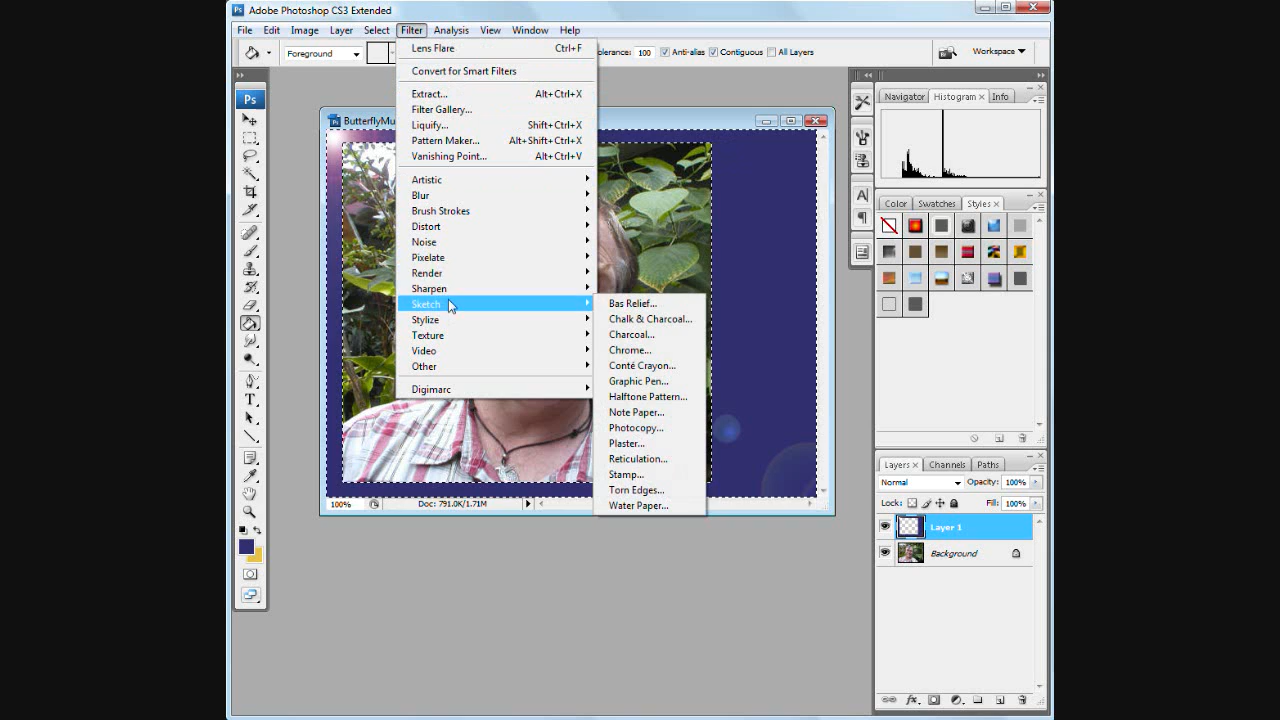 Adobe Photoshop CS3 Extended
File Edit Image Layer Select Filter Analysis View Window Help
Foreground
Tolerance: 100 Anti-alias Contiguous All Layers
Workspace
Lens Flare Ctrl+F
Convert for Smart Filters
Extract... Alt+Ctrl+X
Filter Gallery...
Liquify... Shift+Ctrl+X
Pattern Maker... Alt+Shift+Ctrl+X
Vanishing Point... Alt+Ctrl+V
Artistic
Blur
Brush Strokes
Distort
Noise
Pixelate
Render
Sharpen
Sketch
Stylize
Texture
Video
Other
Digimarc
Bas Relief...
Chalk & Charcoal...
Charcoal...
Chrome...
Conté Crayon...
Graphic Pen...
Halftone Pattern...
Note Paper...
Photocopy...
Plaster...
Reticulation...
Stamp...
Torn Edges...
Water Paper...
Ps
ButterflyMu
100% Doc: 791.0K/1.71M
Navigator Histogram x Info
Color Swatches Styles x
Layers x Channels Paths
Normal Opacity: 100%
Lock: Fill: 100%
Layer 1
Background